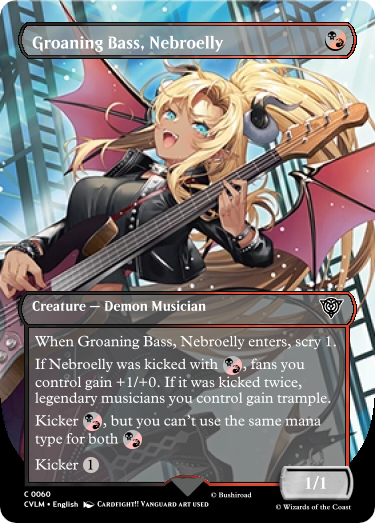 Groaning Bass, Nebroelly
Creature — Demon Musician
When Groaning Bass, Nebroelly enters, scry 1.
If Nebroelly was kicked with , fans you
control gain +1/+0. If it was kicked twice,
legendary musicians you control gain trample.
Kicker , but you can't use the same mana
type for both
Kicker 1
1/1
C 0060
CVLM • English CARDFIGHT!! VANGUARD ART USED
© Bushiroad
© Wizards of the Coast